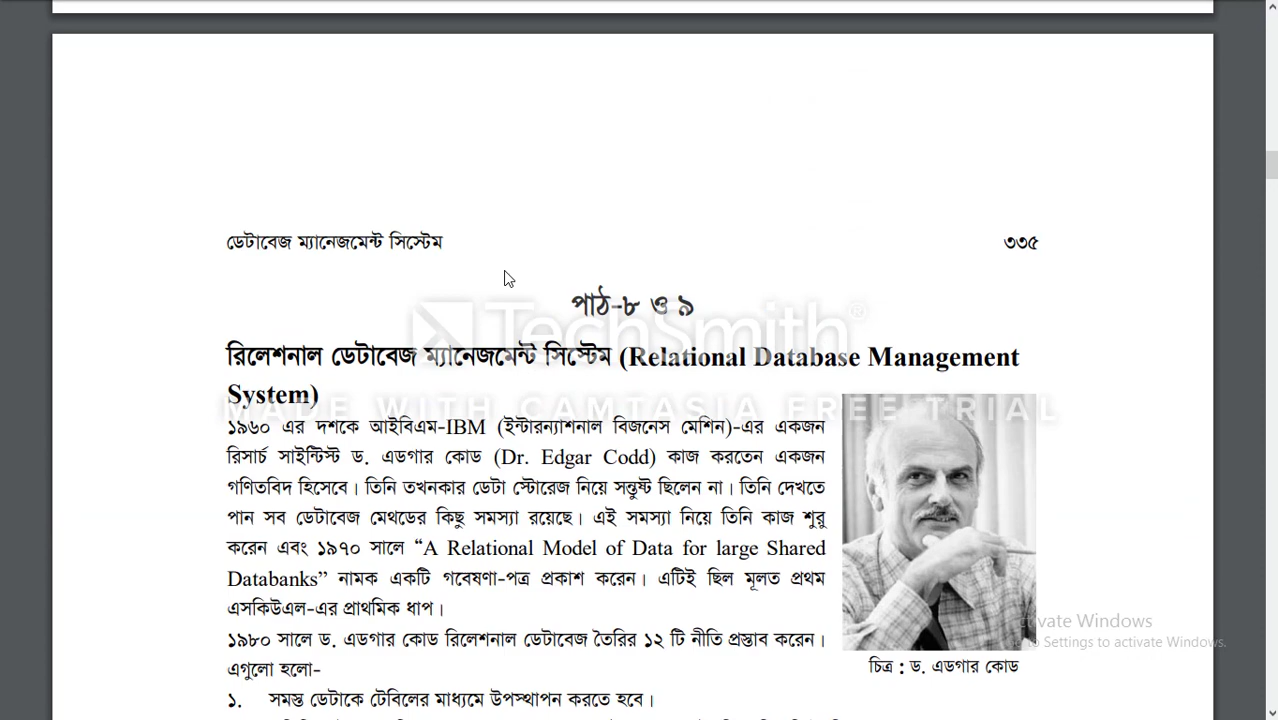 ডেটাবেজ ম্যানেজমেন্ট সিস্টেম ৩৩৫
পাঠ-৮ ও ৯
TechSmith®
রিলেশনাল ডেটাবেজ ম্যানেজমেন্ট সিস্টেম (Relational Database Management
System)
MADE WITH CAMTASIA FREE TRIAL
১৯৬০ এর দশকে আইবিএম-IBM (ইন্টারন্যাশনাল বিজনেস মেশিন)-এর একজন
রিসার্চ সাইন্টিস্ট ড. এডগার কোড (Dr. Edgar Codd) কাজ করতেন একজন
গণিতবিদ হিসেবে। তিনি তখনকার ডেটা স্টোরেজ নিয়ে সন্তুষ্ট ছিলেন না। তিনি দেখতে
পান সব ডেটাবেজ মেথডের কিছু সমস্যা রয়েছে। এই সমস্যা নিয়ে তিনি কাজ শুরু
করেন এবং ১৯৭০ সালে “A Relational Model of Data for large Shared
Databanks” নামক একটি গবেষণা-পত্র প্রকাশ করেন। এটিই ছিল মূলত প্রথম
এসকিউএল-এর প্রাথমিক ধাপ।
১৯৮০ সালে ড. এডগার কোড রিলেশনাল ডেটাবেজ তৈরির ১২ টি নীতি প্রস্তাব করেন।
এগুলো হলো-
চিত্র : ড. এডগার কোড
১. সমস্ত ডেটাকে টেবিলের মাধ্যমে উপস্থাপন করতে হবে।
Activate Windows
to Settings to activate Windows.